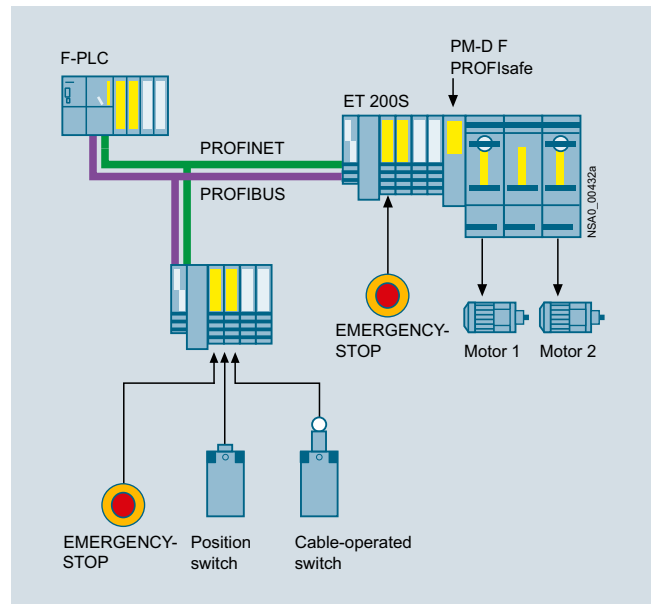 F-PLC
PM-D F
PROFIsafe
ET 200S
PROFINET
PROFIBUS
NSA0_00432a
EMERGENCY-
STOP
Motor 1
Motor 2
EMERGENCY-
STOP
Position
switch
Cable-operated
switch